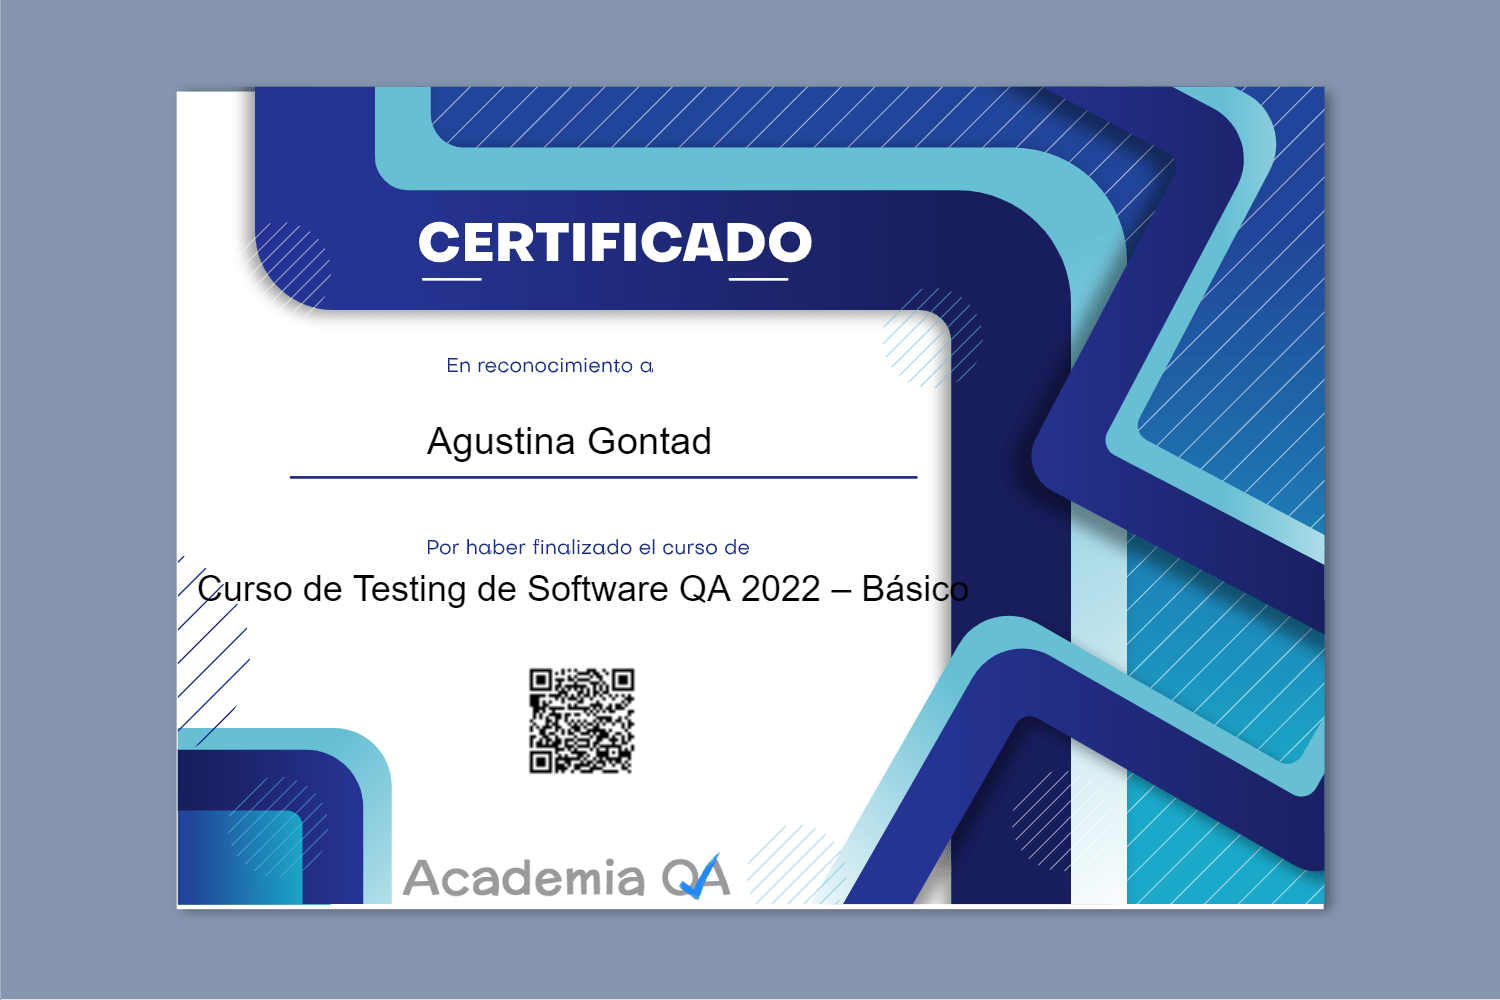 CERTIFICADO
En reconocimiento a
Agustina Gontad
Por haber finalizado el curso de
Curso de Testing de Software QA 2022 – Básico
Academia QA